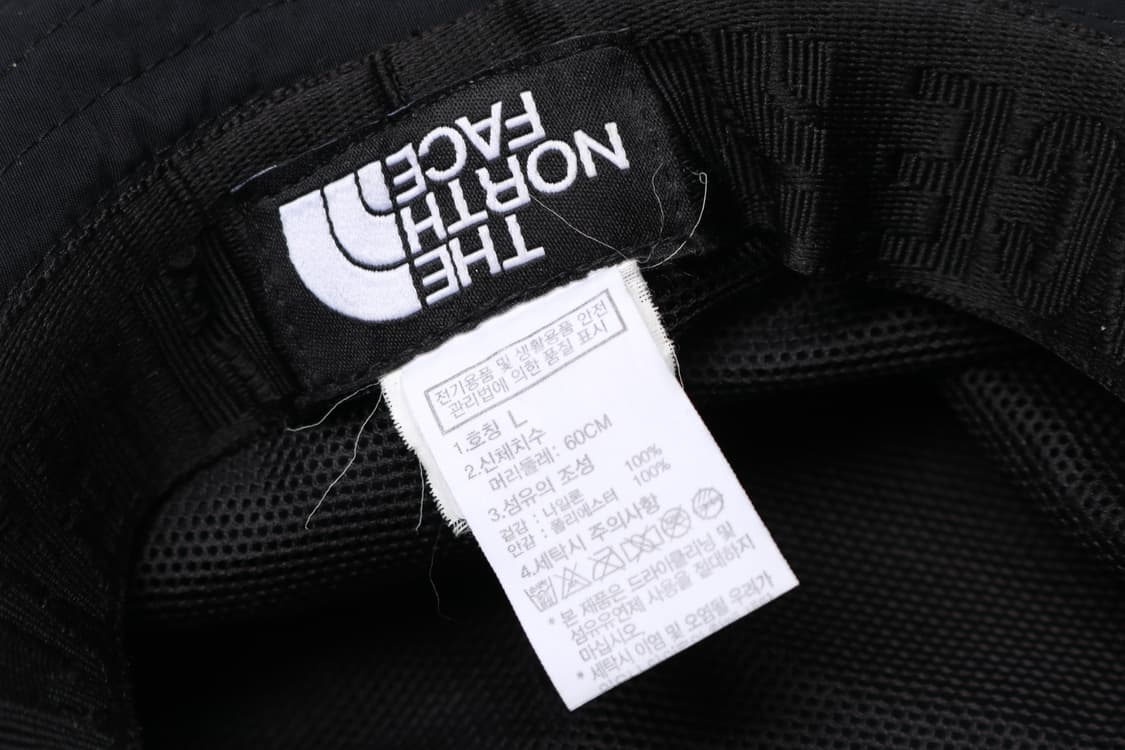 THE
NORTH
FACE
전기용품 및 생활용품 안전
관리법에 의한 품질 표시
1.호칭 L
2.신체치수
머리둘레: 60CM
3.섬유의 조성
겉감 : 나일론 100%
안감 : 폴리에스터 100%
4.세탁시 주의사항
* 본 제품은 드라이클리닝 및
섬유유연제 사용을 절대하지
마십시오
* 세탁시 이염 및 오염될 우려가